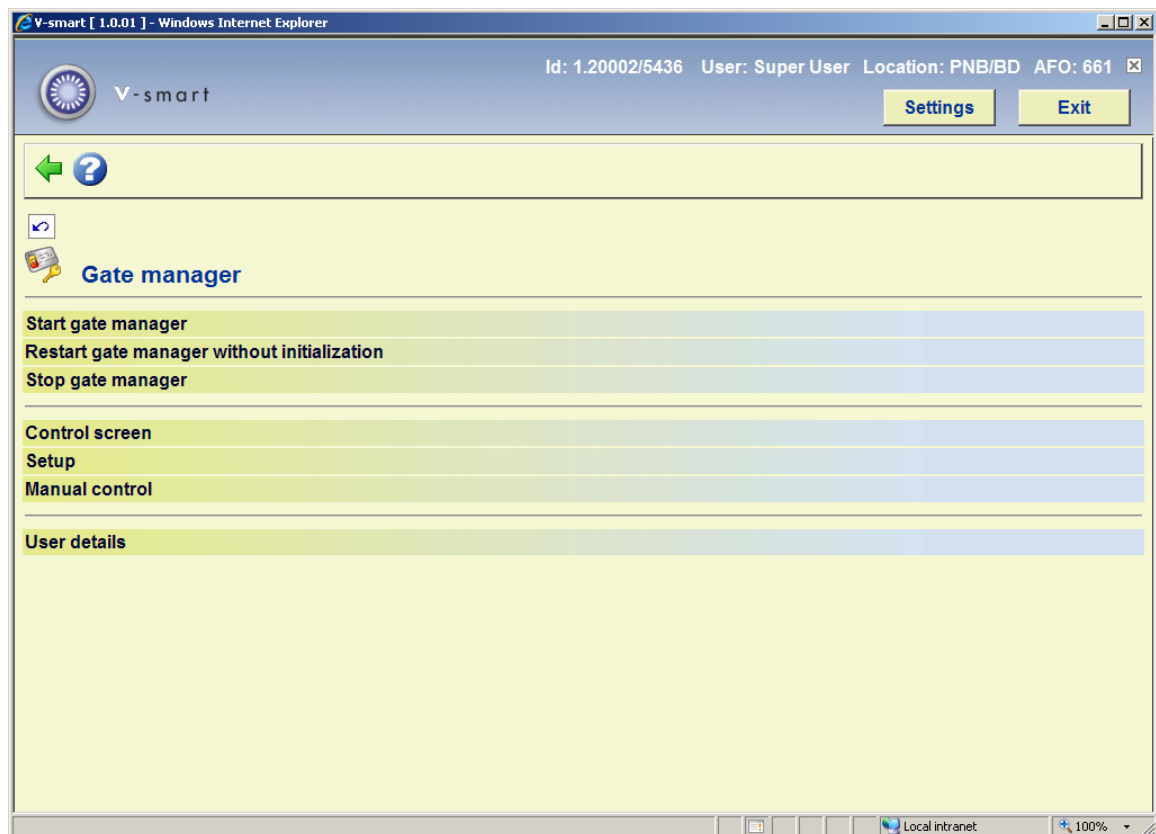 V-smart [ 1.0.01 ] - Windows Internet Explorer
Id: 1.20002/5436 User: Super User Location: PNB/BD AFO: 661
V-smart
Settings Exit
?
Gate manager
Start gate manager
Restart gate manager without initialization
Stop gate manager
Control screen
Setup
Manual control
User details
Local intranet 100%